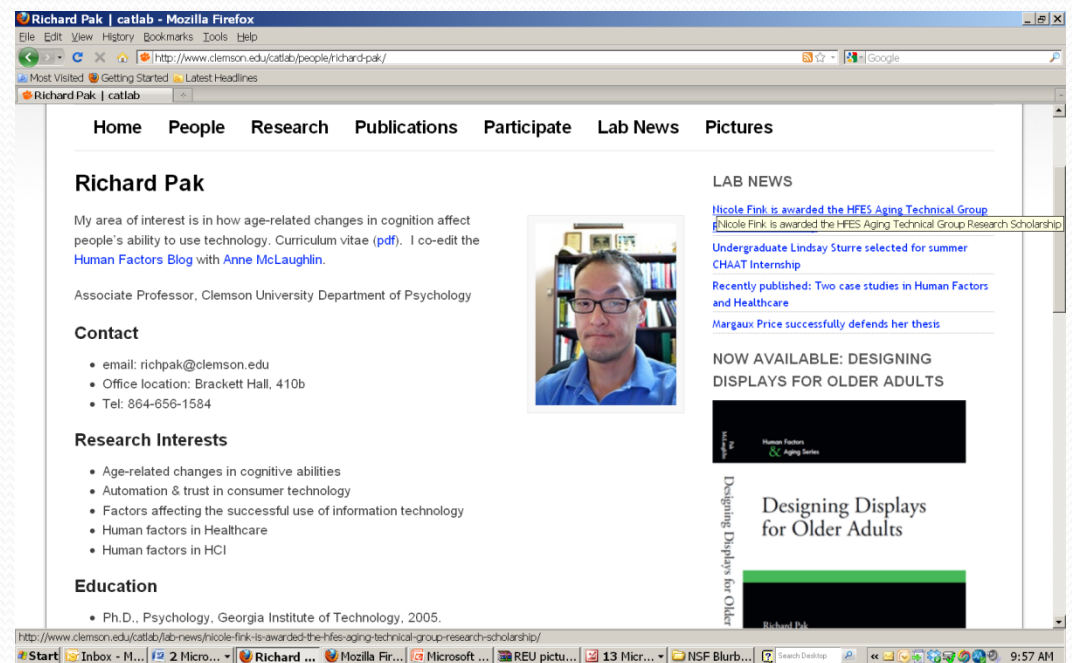 Richard Pak | catlab - Mozilla Firefox
File Edit View History Bookmarks Tools Help
http://www.clemson.edu/catlab/people/richard-pak/
Google
Most Visited Getting Started Latest Headlines
Richard Pak | catlab
Home People Research Publications Participate Lab News Pictures
Richard Pak
My area of interest is in how age-related changes in cognition affect
people's ability to use technology. Curriculum vitae (pdf). I co-edit the
Human Factors Blog with Anne McLaughlin.
Associate Professor, Clemson University Department of Psychology
Contact
• email: richpak@clemson.edu
• Office location: Brackett Hall, 410b
• Tel: 864-656-1584
Research Interests
• Age-related changes in cognitive abilities
• Automation & trust in consumer technology
• Factors affecting the successful use of information technology
• Human factors in Healthcare
• Human factors in HCI
Education
• Ph.D., Psychology, Georgia Institute of Technology, 2005.
LAB NEWS
Nicole Fink is awarded the HFES Aging Technical Group
Nicole Fink is awarded the HFES Aging Technical Group Research Scholarship
Undergraduate Lindsay Sturre selected for summer
CHAAT Internship
Recently published: Two case studies in Human Factors
and Healthcare
Margaux Price successfully defends her thesis
NOW AVAILABLE: DESIGNING
DISPLAYS FOR OLDER ADULTS
Pak
McLaughlin
Human Factors
& Aging Series
Designing Displays for Older
Designing Displays
for Older Adults
Richard Pak
http://www.clemson.edu/catlab/lab-news/nicole-fink-is-awarded-the-hfes-aging-technical-group-research-scholarship/
Start Inbox - M... 2 Micro... Richard ... Mozilla Fir... Microsoft ... REU pictu... 13 Micr... NSF Blurb... Search Desktop 9:57 AM